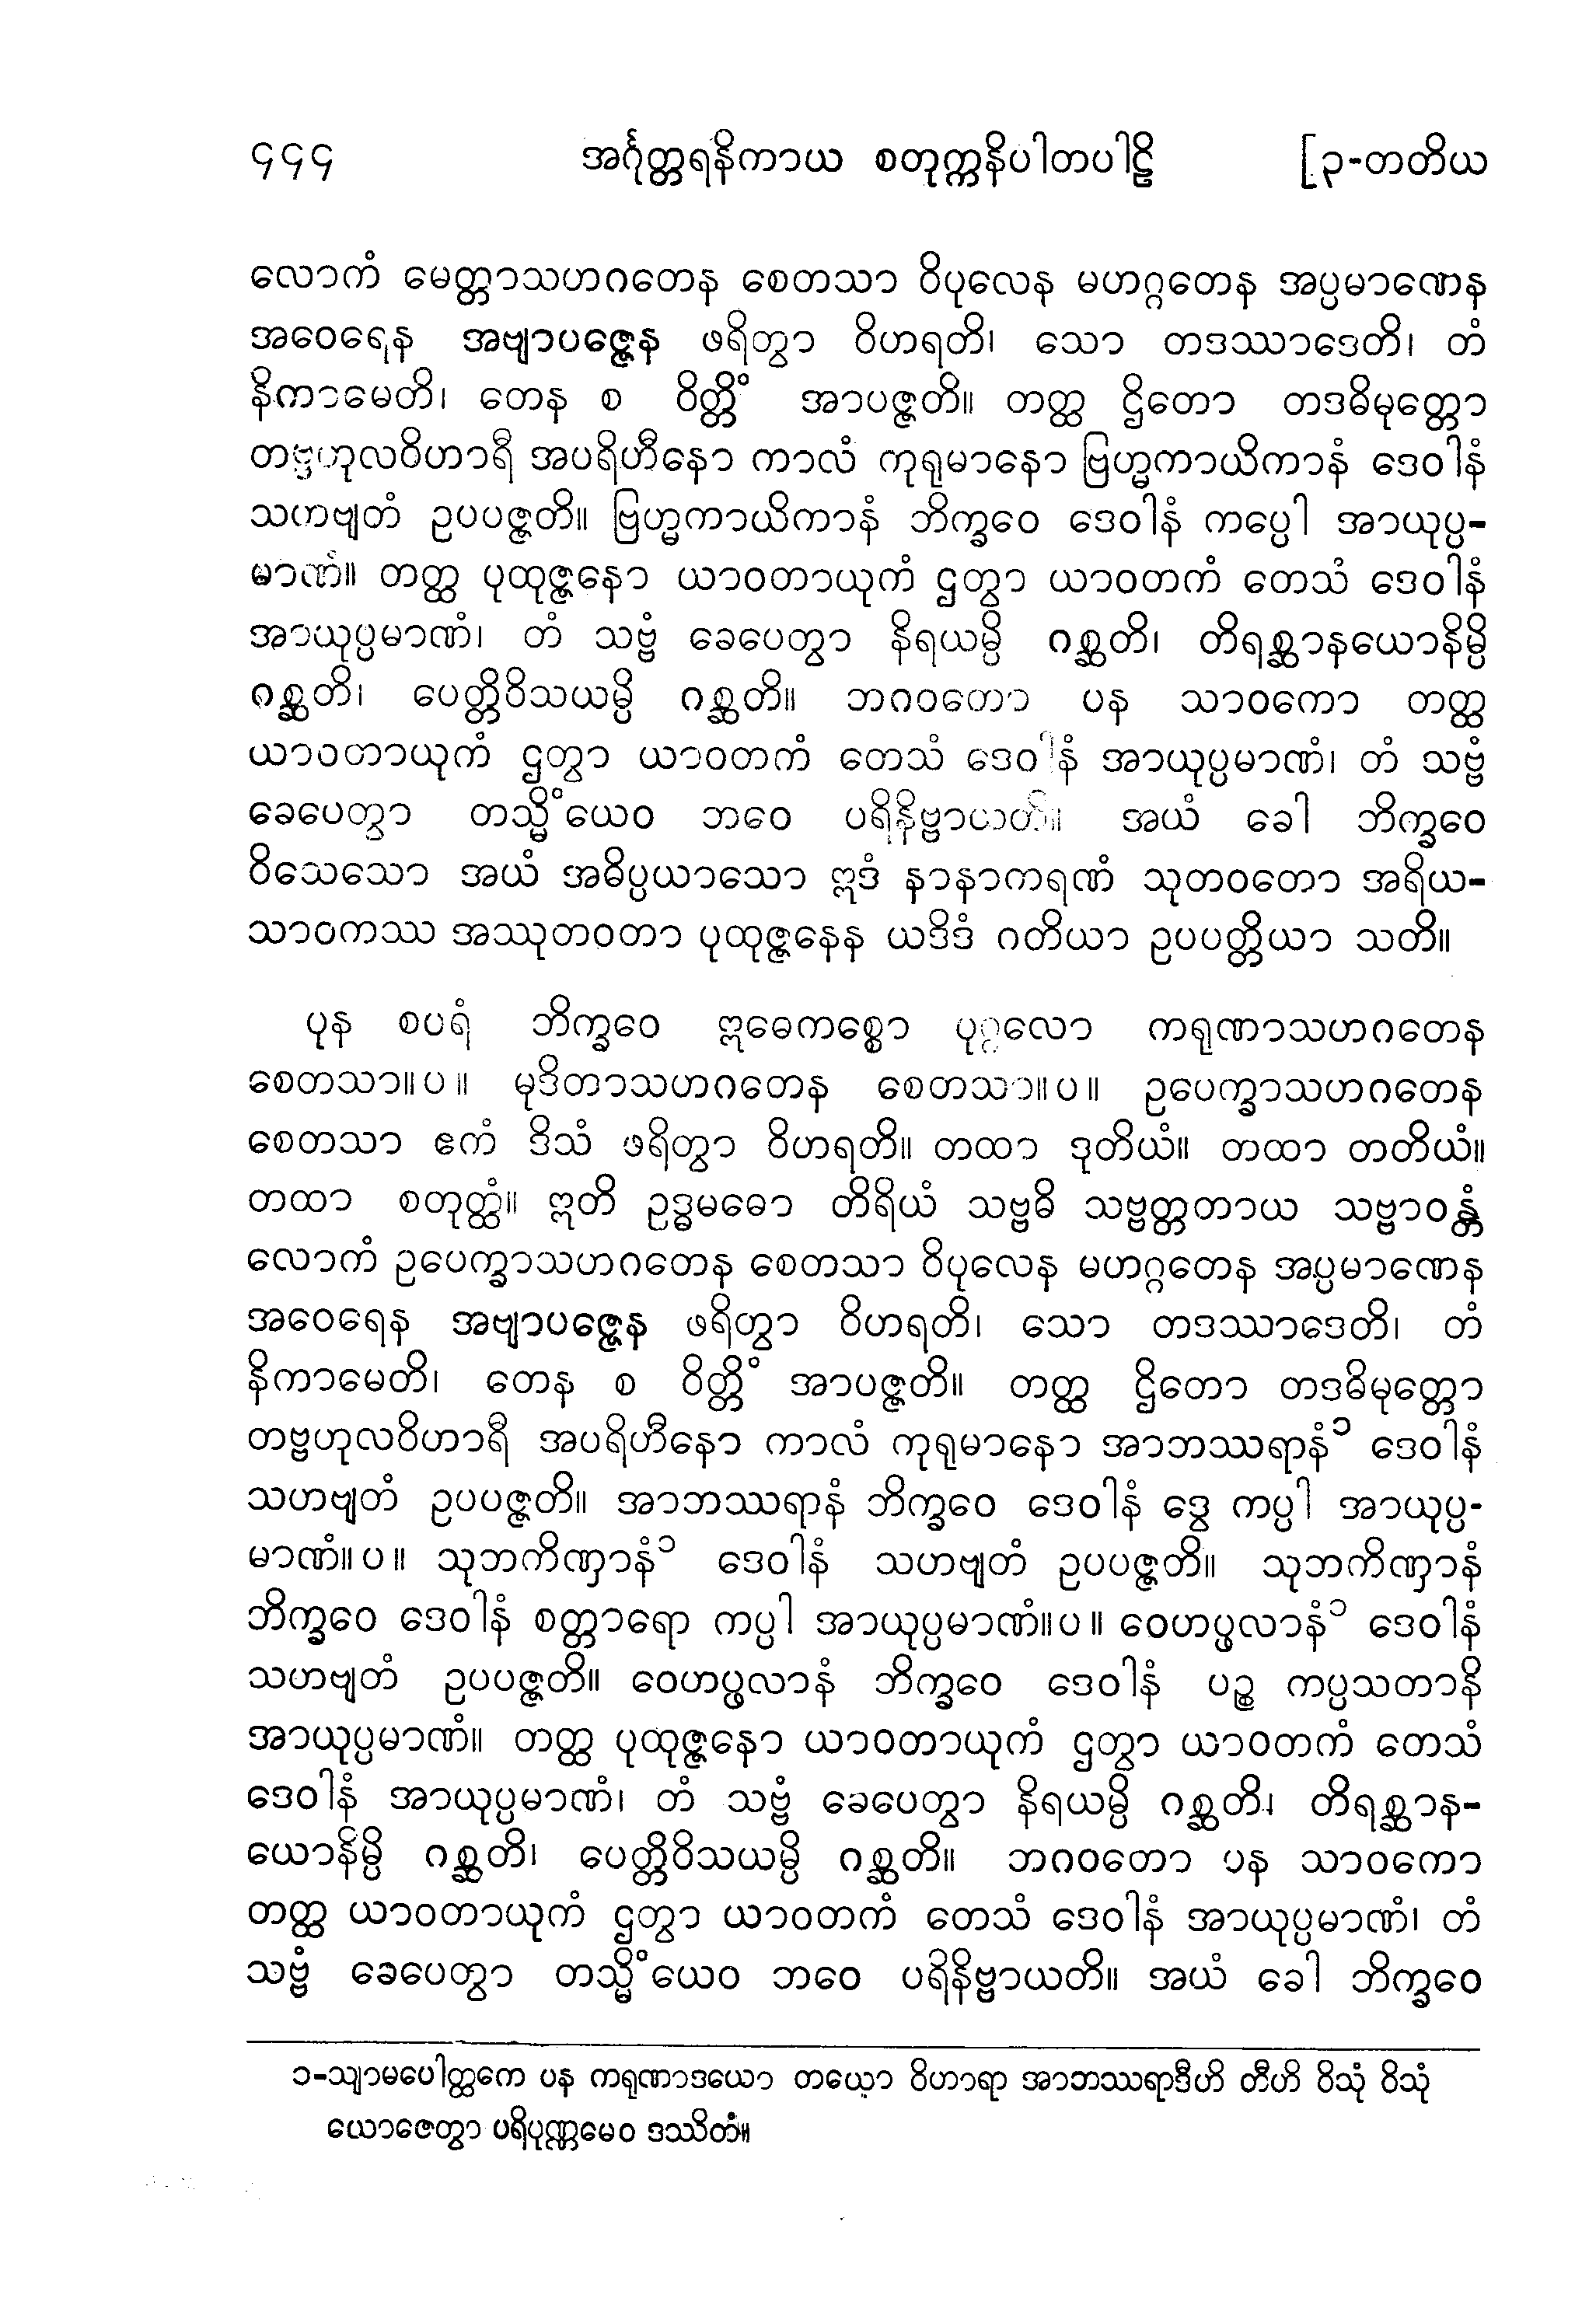 ၄၄၄ အင်္ဂုတ္တရနိကာယ စတုက္ကနိပါတပါဠိ [၃-တတိယ
လောကံ မေတ္တာသဟဂတေန စေတသာ ဝိပုလေန မဟဂ္ဂတေန အပ္ပမာဏေန
အဝေရေန အဗျာပဇ္ဇေန ဖရိတွာ ဝိဟရတိ၊ သော တဒဿာဒေတိ၊ တံ
နိကာမေတိ၊ တေန စ ဝိတ္တိံ အာပဇ္ဇတိ။ တတ္ထ ဌိတော တဒဓိမုတ္တော
တဗ္ဗဟုလဝိဟာရီ အပရိဟီနော ကာလံ ကုရုမာနော ဗြဟ္မကာယိကာနံ ဒေဝါနံ
သဟဗျတံ ဥပပဇ္ဇတိ။ ဗြဟ္မကာယိကာနံ ဘိက္ခဝေ ဒေဝါနံ ကပ္ပေါ အာယုပ္ပ-
မာဏံ။ တတ္ထ ပုထုဇ္ဇနော ယာဝတာယုကံ ဌတွာ ယာဝတကံ တေသံ ဒေဝါနံ
အာယုပ္ပမာဏံ၊ တံ သဗ္ဗံ ခေပေတွာ နိရယမ္ပိ ဂစ္ဆတိ၊ တိရစ္ဆာနယောနိမ္ပိ
ဂစ္ဆတိ၊ ပေတ္တိဝိသယမ္ပိ ဂစ္ဆတိ။ ဘဂဝတော ပန သာဝကော တတ္ထ
ယာဝတာယုကံ ဌတွာ ယာဝတကံ တေသံ ဒေဝါနံ အာယုပ္ပမာဏံ၊ တံ သဗ္ဗံ
ခေပေတွာ တသ္မိံယေဝ ဘဝေ ပရိနိဗ္ဗာယတိ။ အယံ ခေါ ဘိက္ခဝေ
ဝိသေသော အယံ အဓိပ္ပယာသော ဣဒံ နာနာကရဏံ သုတဝတော အရိယ-
သာဝကဿ အဿုတဝတာ ပုထုဇ္ဇနေန ယဒိဒံ ဂတိယာ ဥပပတ္တိယာ သတိ။
ပုန စပရံ ဘိက္ခဝေ ဣဓေကစ္စော ပုဂ္ဂလော ကရုဏာသဟဂတေန
စေတသာ။ပ။ မုဒိတာသဟဂတေန စေတသာ။ပ။ ဥပေက္ခာသဟဂတေန
စေတသာ ဧကံ ဒိသံ ဖရိတွာ ဝိဟရတိ။ တထာ ဒုတိယံ။ တထာ တတိယံ။
တထာ စတုတ္ထံ။ ဣတိ ဥဒ္ဓမဓော တိရိယံ သဗ္ဗဓိ သဗ္ဗတ္တတာယ သဗ္ဗာဝန္တံ
လောကံ ဥပေက္ခာသဟဂတေန စေတသာ ဝိပုလေန မဟဂ္ဂတေန အပ္ပမာဏေန
အဝေရေန အဗျာပဇ္ဇေန ဖရိတွာ ဝိဟရတိ၊ သော တဒဿာဒေတိ၊ တံ
နိကာမေတိ၊ တေန စ ဝိတ္တိံ အာပဇ္ဇတိ။ တတ္ထ ဌိတော တဒဓိမုတ္တော
တဗ္ဗဟုလဝိဟာရီ အပရိဟီနော ကာလံ ကုရုမာနော အာဘဿရာနံ၁ ဒေဝါနံ
သဟဗျတံ ဥပပဇ္ဇတိ။ အာဘဿရာနံ ဘိက္ခဝေ ဒေဝါနံ ဒွေ ကပ္ပါ အာယုပ္ပ-
မာဏံ။ပ။ သုဘကိဏှာနံ၁ ဒေဝါနံ သဟဗျတံ ဥပပဇ္ဇတိ။ သုဘကိဏှာနံ
ဘိက္ခဝေ ဒေဝါနံ စတ္တာရော ကပ္ပါ အာယုပ္ပမာဏံ။ပ။ ဝေဟပ္ဖလာနံ၁ ဒေဝါနံ
သဟဗျတံ ဥပပဇ္ဇတိ။ ဝေဟပ္ဖလာနံ ဘိက္ခဝေ ဒေဝါနံ ပဉ္စ ကပ္ပသတာနိ
အာယုပ္ပမာဏံ။ တတ္ထ ပုထုဇ္ဇနော ယာဝတာယုကံ ဌတွာ ယာဝတကံ တေသံ
ဒေဝါနံ အာယုပ္ပမာဏံ၊ တံ သဗ္ဗံ ခေပေတွာ နိရယမ္ပိ ဂစ္ဆတိ၊ တိရစ္ဆာန-
ယောနိမ္ပိ ဂစ္ဆတိ၊ ပေတ္တိဝိသယမ္ပိ ဂစ္ဆတိ။ ဘဂဝတော ပန သာဝကော
တတ္ထ ယာဝတာယုကံ ဌတွာ ယာဝတကံ တေသံ ဒေဝါနံ အာယုပ္ပမာဏံ၊ တံ
သဗ္ဗံ ခေပေတွာ တသ္မိံယေဝ ဘဝေ ပရိနိဗ္ဗာယတိ။ အယံ ခေါ ဘိက္ခဝေ
၁-သျာမပေါတ္ထကေ ပန ကရုဏာဒယော တယော ဝိဟာရာ အာဘဿရာဒီဟိ တီဟိ ဝိသုံ ဝိသုံ
ယောဇေတွာ ပရိပုဏ္ဏမေဝ ဒဿိတံ။